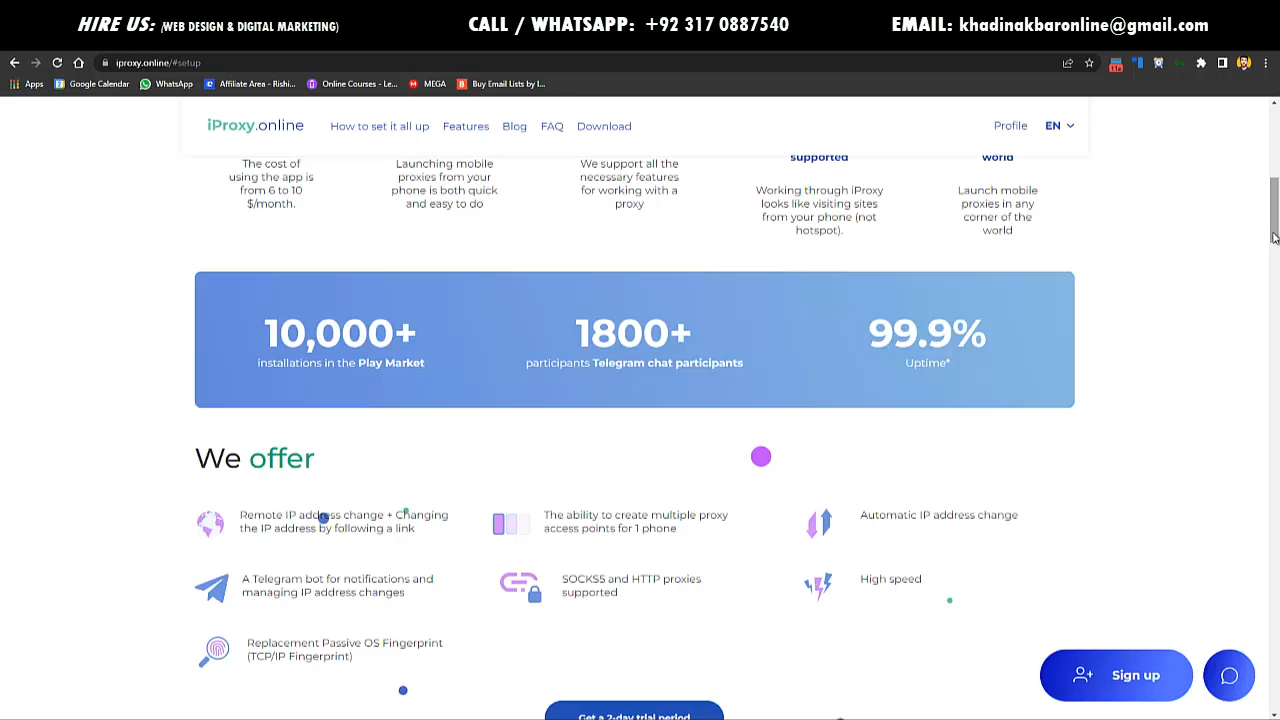 HIRE US: (WEB DESIGN & DIGITAL MARKETING)
CALL / WHATSAPP: +92 317 0887540
EMAIL: khadinakbaronline@gmail.com
iproxy.online/#setup
Apps
Google Calendar
WhatsApp
Affiliate Area - Rishi...
Online Courses - Le...
MEGA
Buy Email Lists by l...
iProxy.online
How to set it all up
Features
Blog
FAQ
Download
Profile
EN
The cost of
using the app is
from 6 to 10
$/month.
Launching mobile
proxies from your
phone is both quick
and easy to do
We support all the
necessary features
for working with a
proxy
supported
Working through iProxy
looks like visiting sites
from your phone (not
hotspot).
world
Launch mobile
proxies in any
corner of the
world
10,000+
installations in the Play Market
1800+
participants Telegram chat participants
99.9%
Uptime*
We offer
Remote IP address change + Changing
the IP address by following a link
The ability to create multiple proxy
access points for 1 phone
Automatic IP address change
A Telegram bot for notifications and
managing IP address changes
SOCKS5 and HTTP proxies
supported
High speed
Replacement Passive OS Fingerprint
(TCP/IP Fingerprint)
Sign up
Get a 2-day trial period